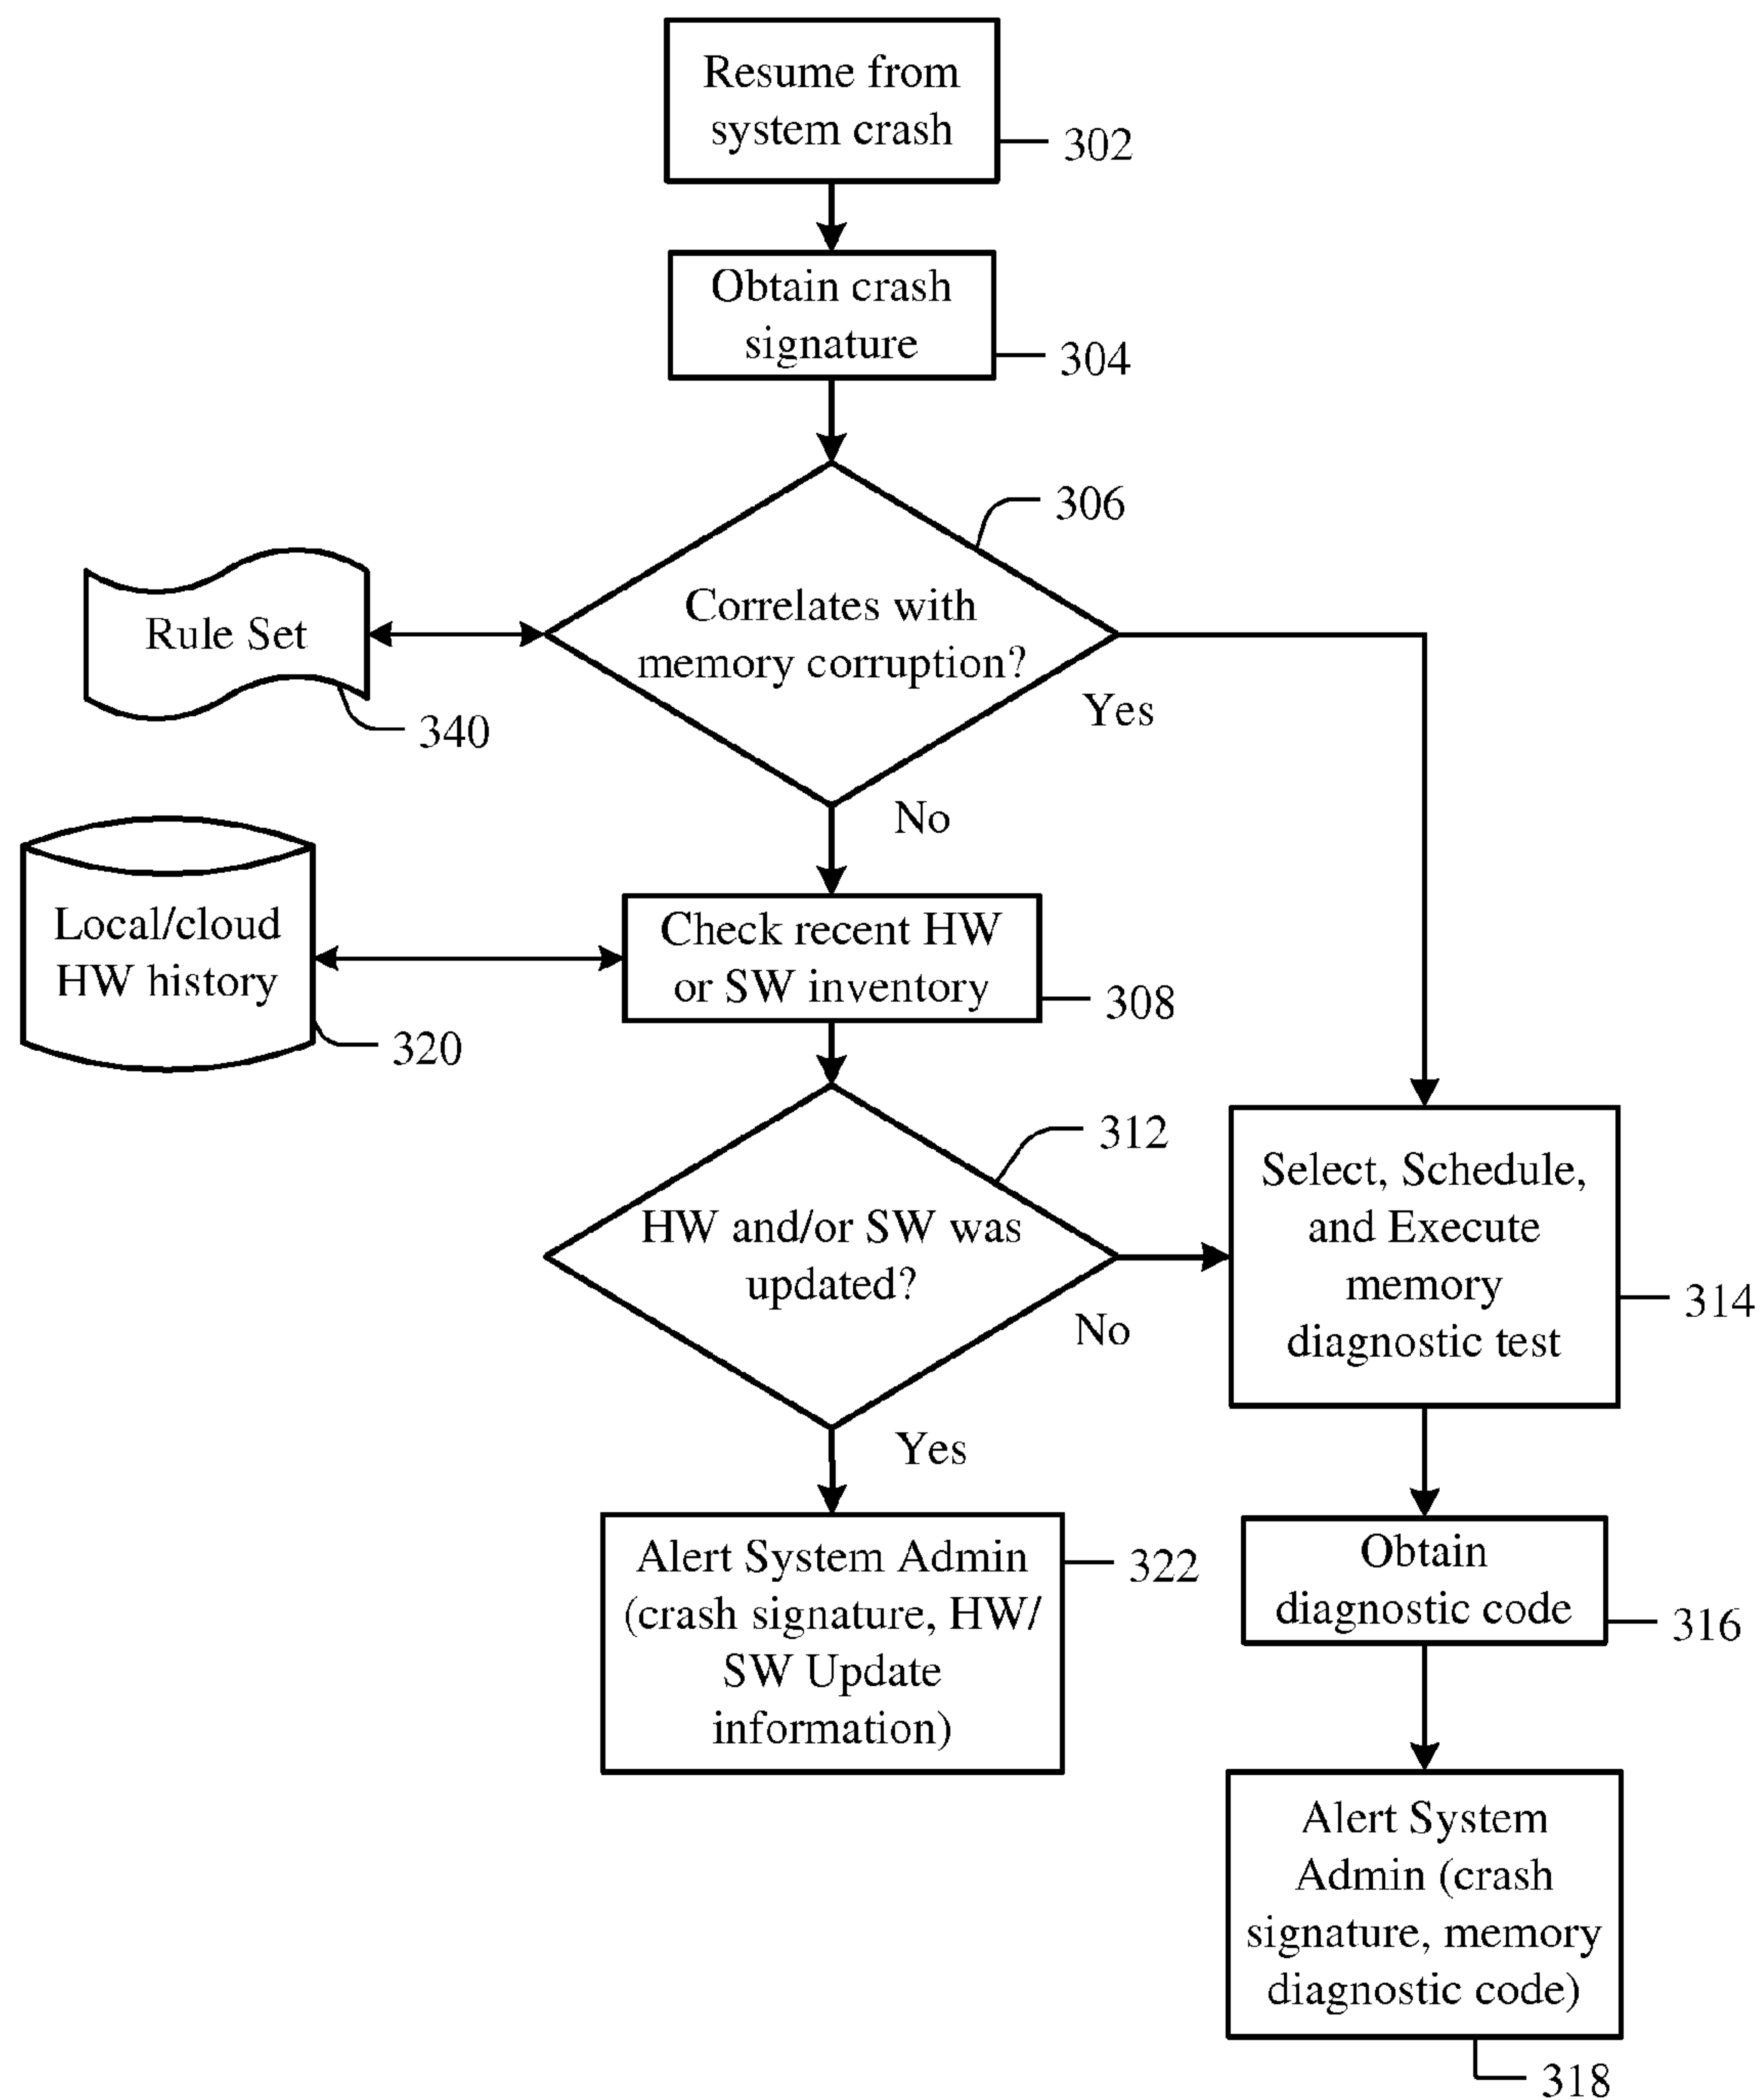 Resume from
system crash
302
Obtain crash
signature
304
306
Correlates with
memory corruption?
Rule Set
340
Yes
No
Local/cloud
HW history
320
Check recent HW
or SW inventory
308
312
HW and/or SW was
updated?
No
Yes
Select, Schedule,
and Execute
memory
diagnostic test
314
Alert System Admin
(crash signature, HW/
SW Update
information)
322
Obtain
diagnostic code
316
Alert System
Admin (crash
signature, memory
diagnostic code)
318